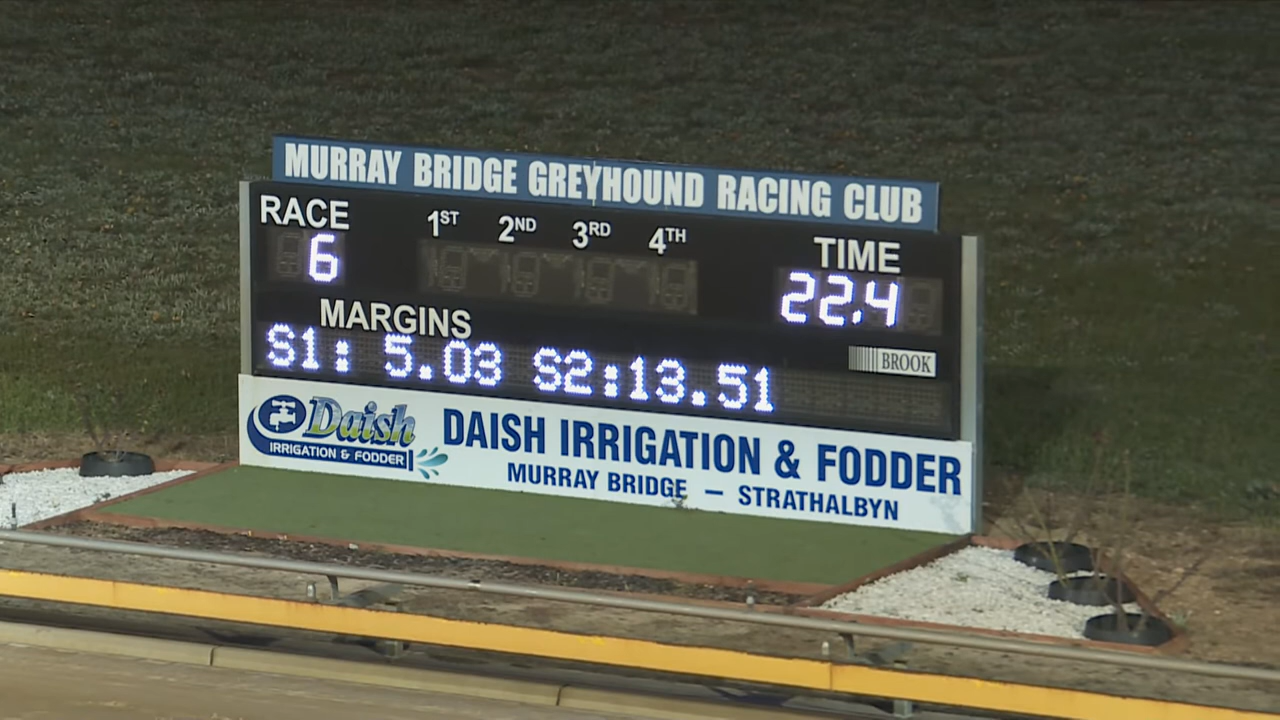 MURRAY BRIDGE GREYHOUND RACING CLUB
RACE 1ST 2ND 3RD 4TH TIME
6 22.4
MARGINS
S1: 5.03 S2:13.51
BROOK
Daish
IRRIGATION & FODDER
DAISH IRRIGATION & FODDER
MURRAY BRIDGE – STRATHALBYN